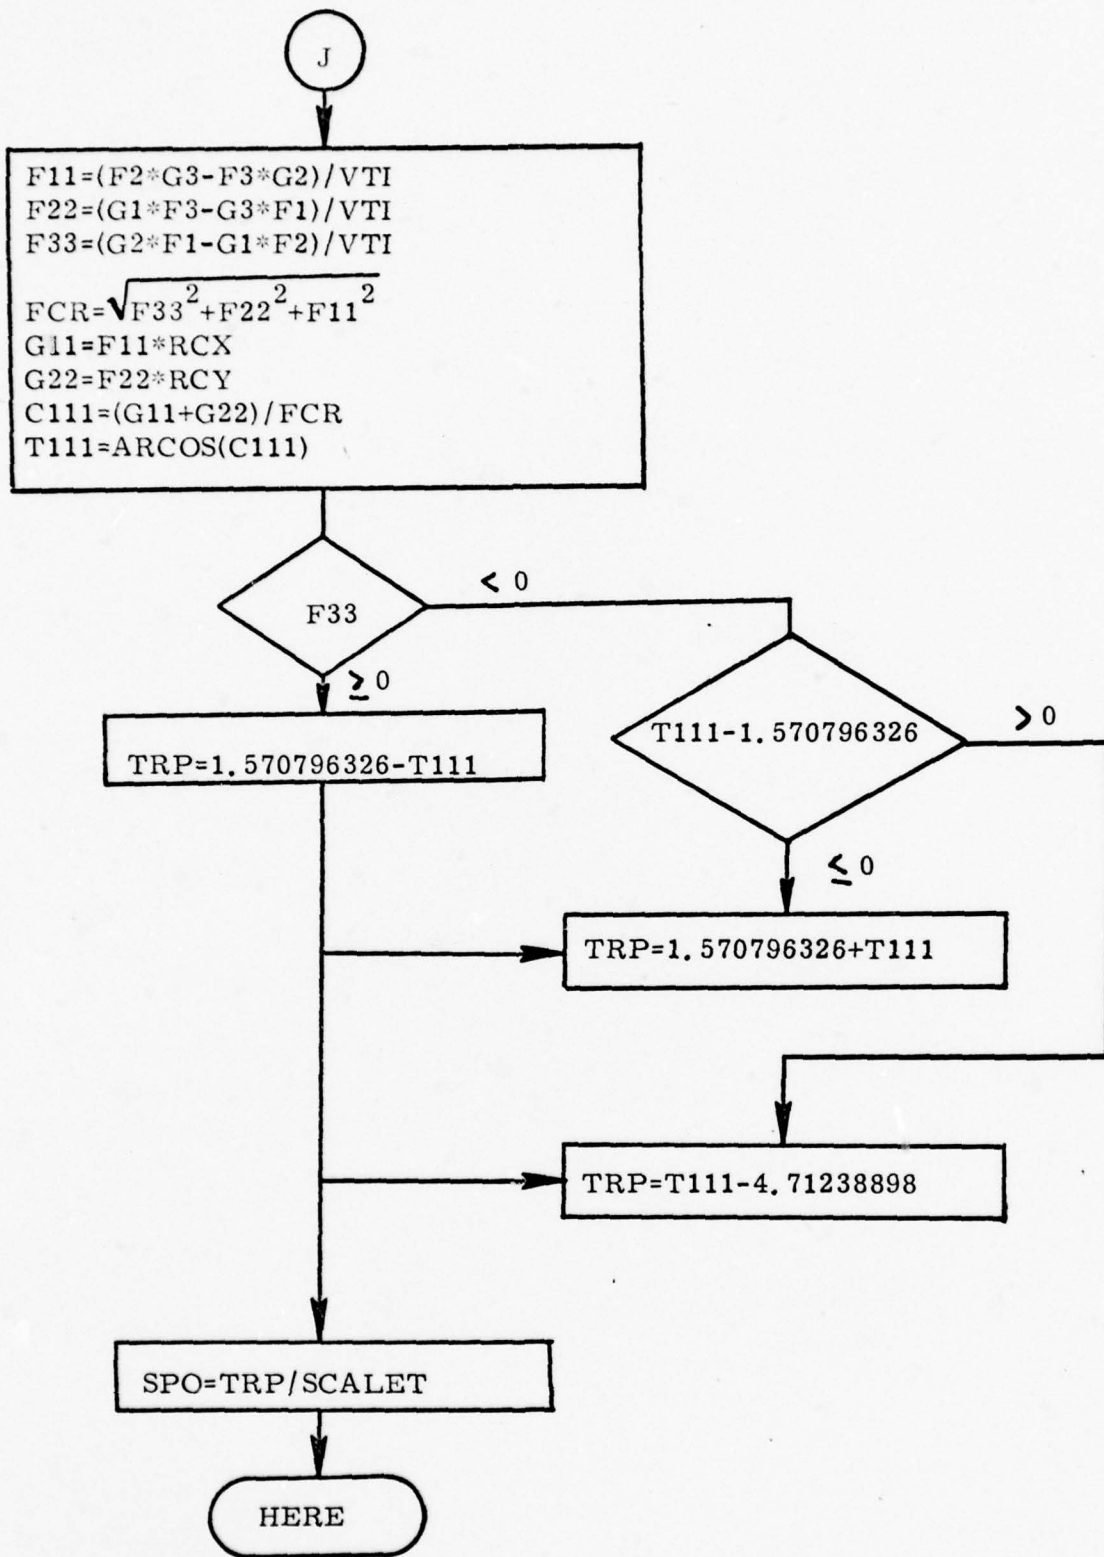 J
F11=(F2*G3-F3*G2)/VTI
F22=(G1*F3-G3*F1)/VTI
F33=(G2*F1-G1*F2)/VTI
FCR=√F33²+F22²+F11²
G11=F11*RCX
G22=F22*RCY
C111=(G11+G22)/FCR
T111=ARCOS(C111)
< 0
F33
≥ 0
T111-1.570796326
>0
TRP=1.570796326-T111
≤ 0
TRP=1.570796326+T111
TRP=T111-4.71238898
SPO=TRP/SCALET
HERE